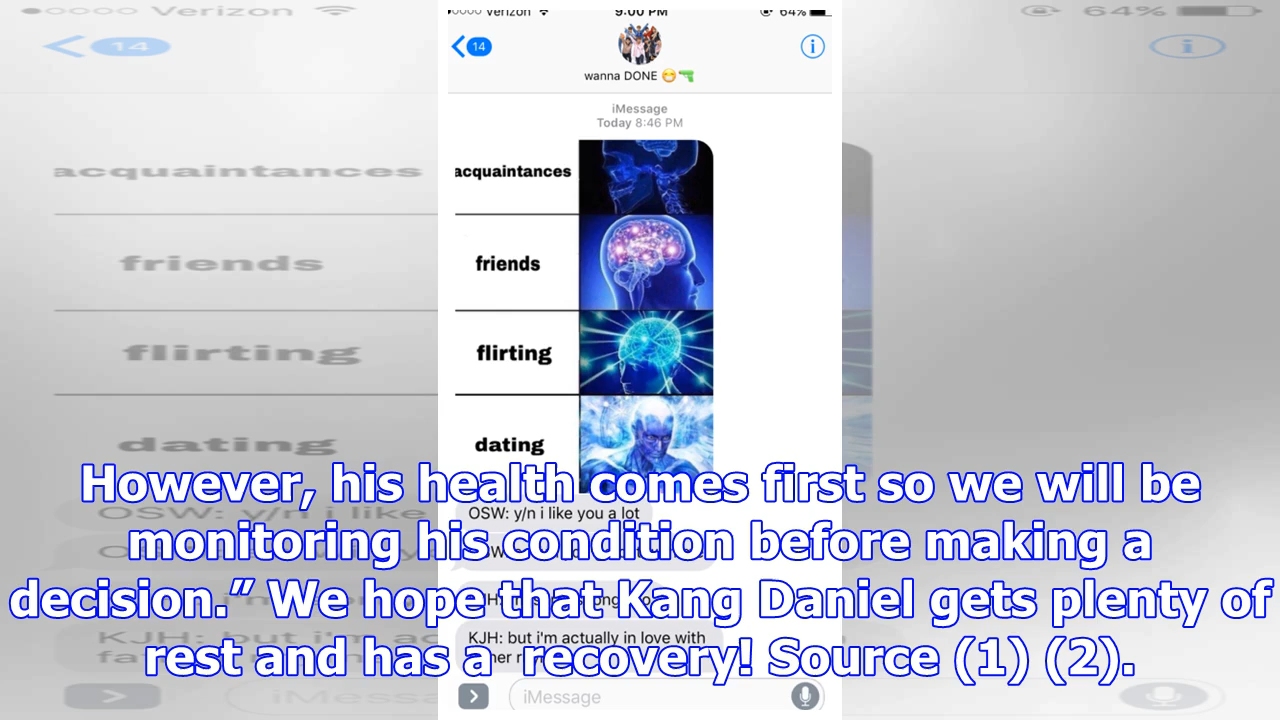 Verizon
9:00 PM
64%
14
wanna DONE 😷🔫
iMessage
Today 8:46 PM
acquaintances
friends
flirting
dating
OSW: y/n i like you a lot
KJH: but i'm actually in love with
iMessage
However, his health comes first so we will be
monitoring his condition before making a
decision.” We hope that Kang Daniel gets plenty of
rest and has a recovery! Source (1) (2).